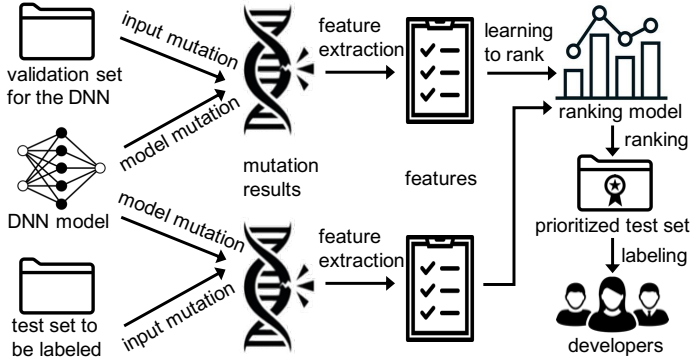 input mutation
validation set
for the DNN
model mutation
DNN model
model mutation
input mutation
test set to
be labeled
mutation
results
feature
extraction
feature
extraction
features
learning
to rank
ranking model
ranking
prioritized test set
labeling
developers